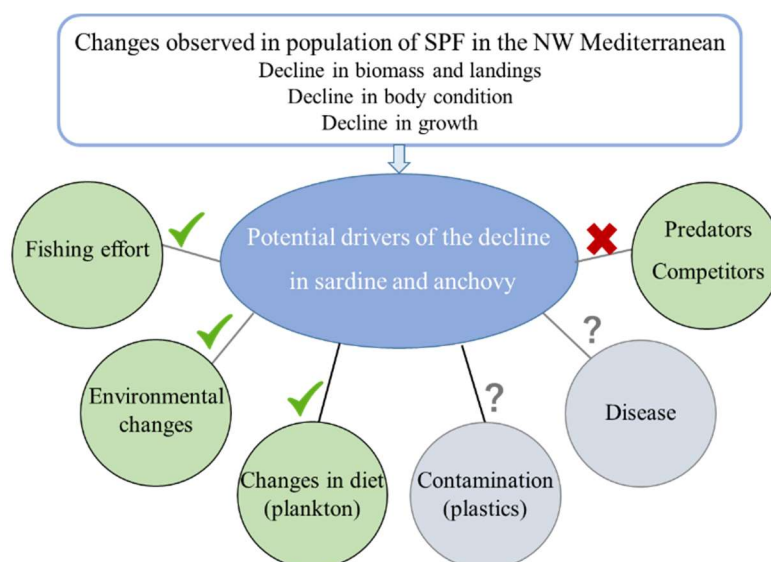 Changes observed in population of SPF in the NW Mediterranean
Decline in biomass and landings
Decline in body condition
Decline in growth
Potential drivers of the decline
in sardine and anchovy
Fishing effort
Predators
Competitors
?
Environmental
changes
?
Disease
Changes in diet
(plankton)
Contamination
(plastics)